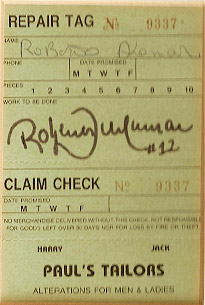 REPAIR TAG No 9337
NAME
PHONE DATE PROMISED
M T W T F
PIECES 1 2 3 4 5 6 7 8 9 10
WORK TO BE DONE
#12
CLAIM CHECK No 9337
DATE PROMISED
M T W T F
NO MERCHANDISE DELIVERED WITHOUT THIS CHECK. NOT RESPONSIBLE
FOR GOODS LEFT OVER 30 DAYS NOR FOR LOSS BY FIRE OR THEFT
HARRY JACK
PAUL'S TAILORS
ALTERATIONS FOR MEN & LADIES